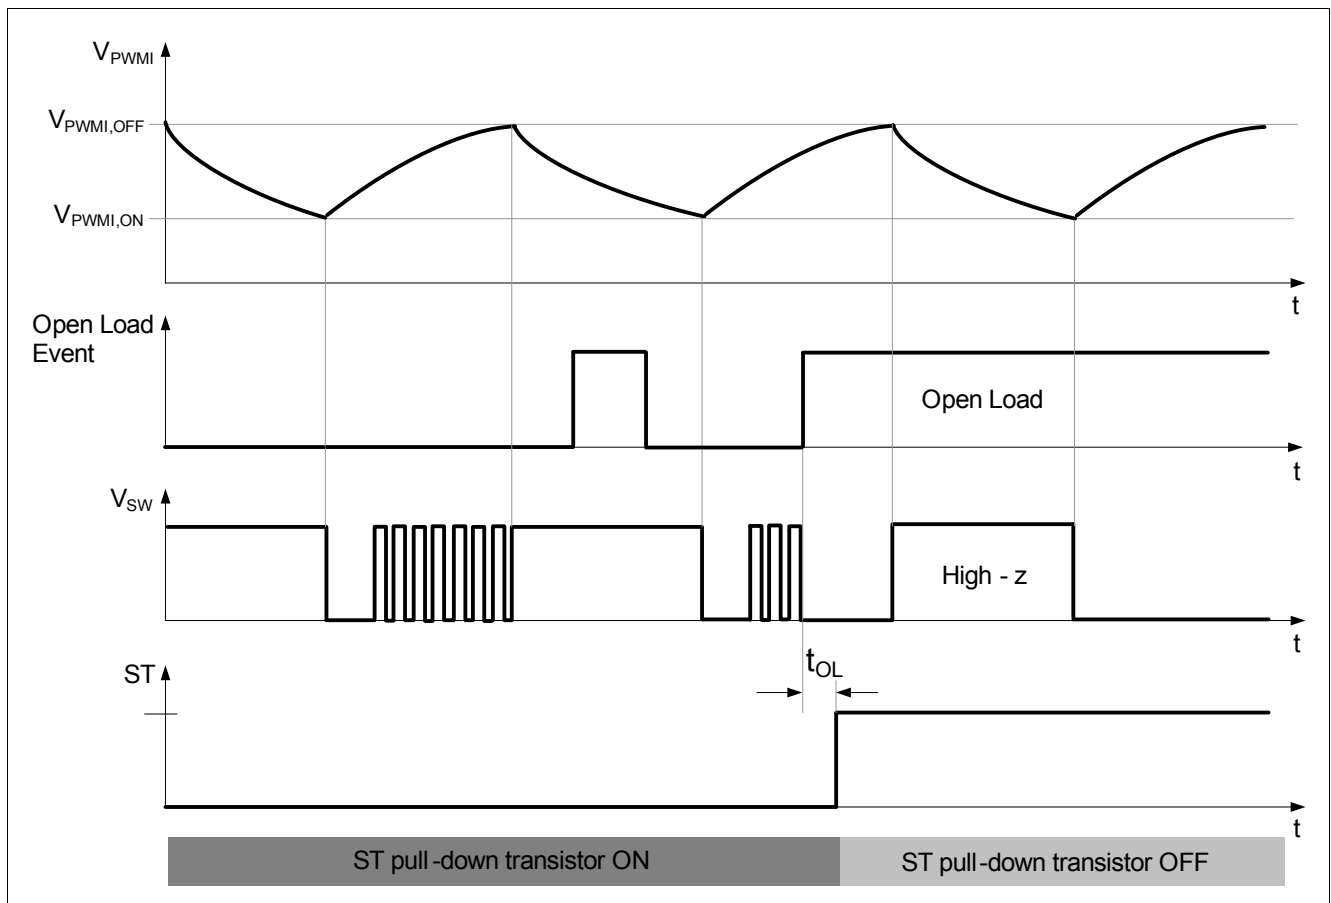 VPWMI
VPWMI,OFF
VPWMI,ON
t
Open Load
Event
Open Load
t
VSW
High - z
t
tOL
ST
t
ST pull-down transistor ON
ST pull-down transistor OFF